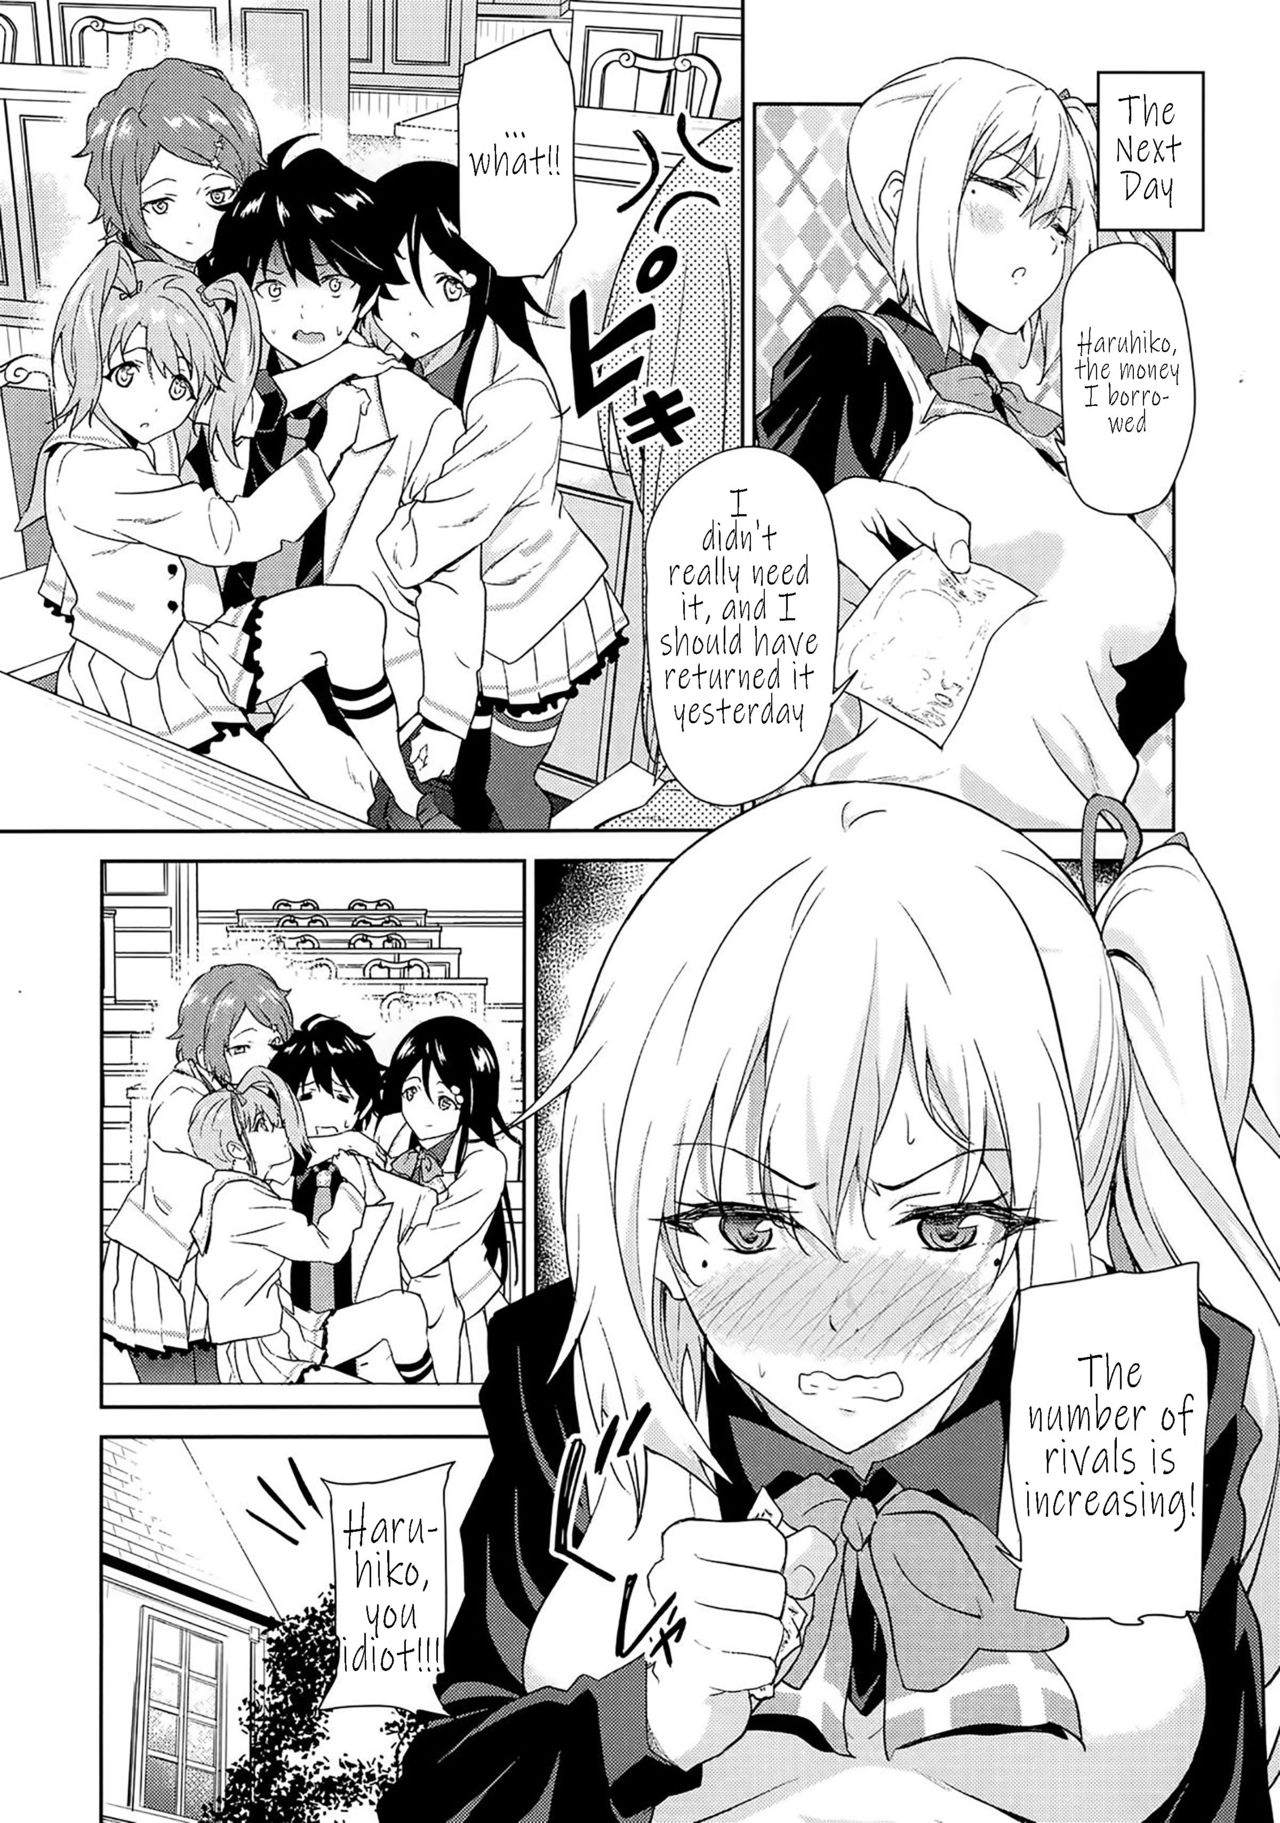 The
Next
Day
Haruhiko,
the money
I borro-
wed
I
didn't
really need
it, and I
should have
returned it
yesterday
...
what!!
ピキ
The
number of
rivals is
increasing!
Haru-
hiko,
you
idiot!!!